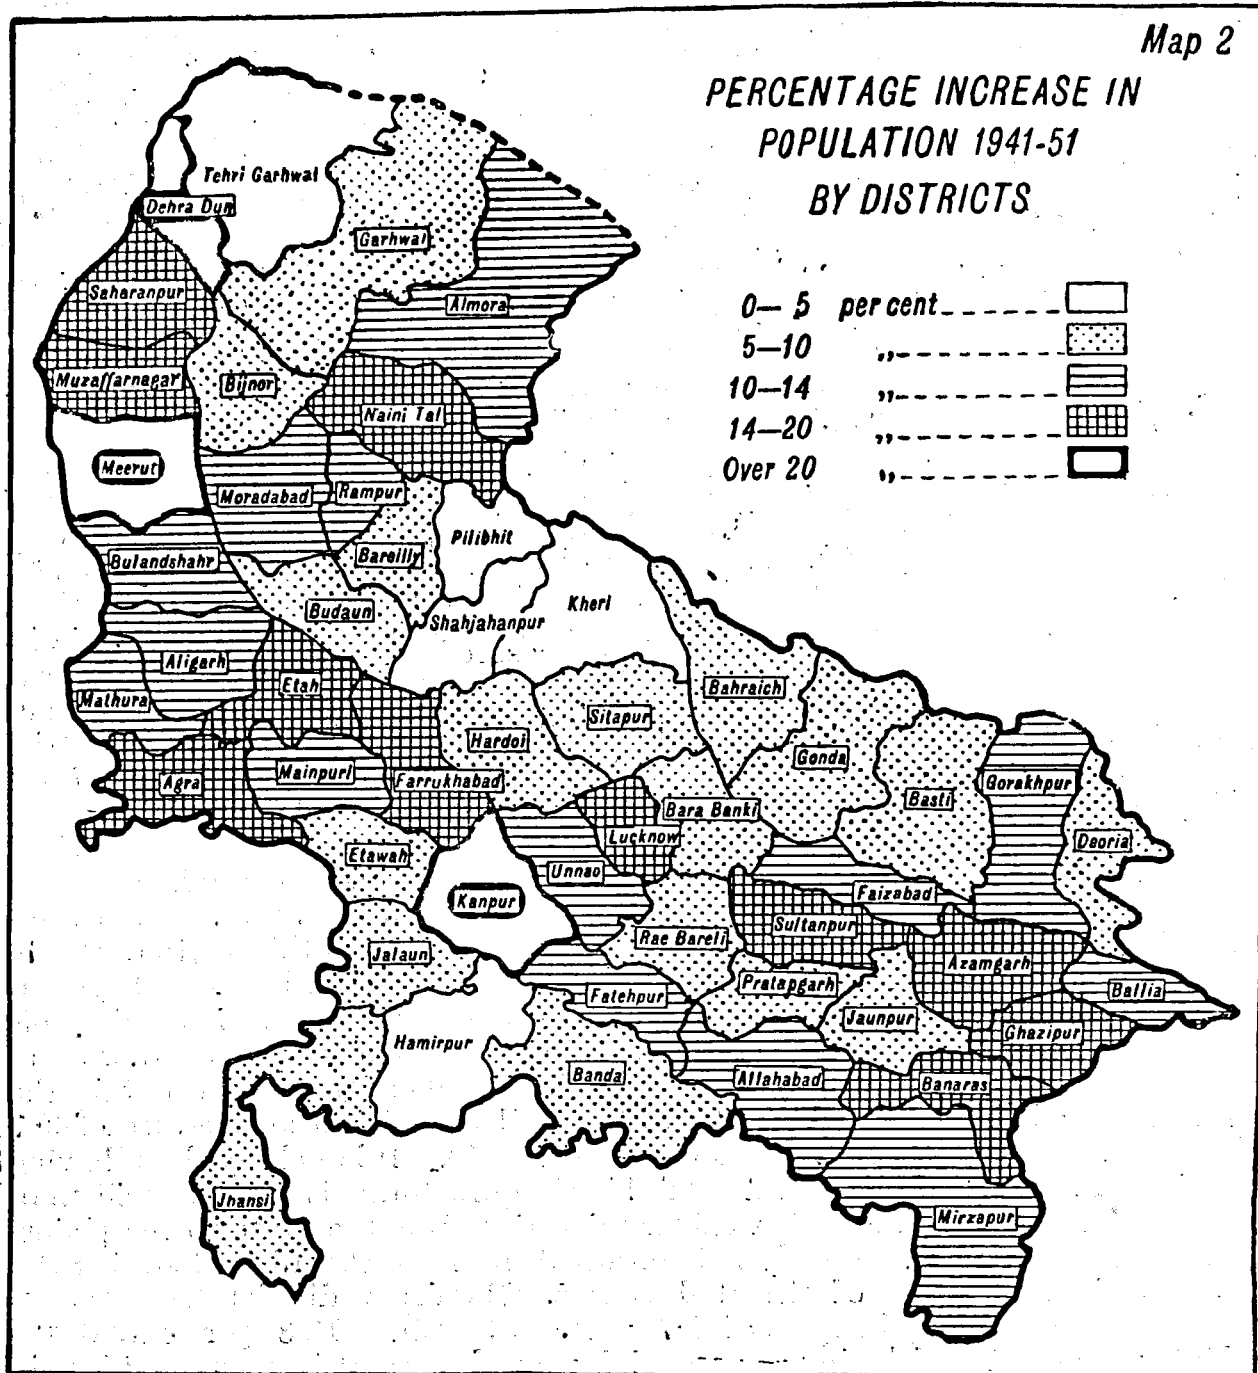 Map 2
PERCENTAGE INCREASE IN
POPULATION 1941-51
BY DISTRICTS
0— 5 per cent
5—10 ,,
10—14 ,,
14—20 ,,
Over 20 ,,
Tehri Garhwal
Dehra Dun
Garhwal
Saharanpur
Almora
Muzaffarnagar
Bijnor
Naini Tal
Meerut
Moradabad
Rampur
Pilibhit
Bareilly
Bulandshahr
Kheri
Budaun
Shahjahanpur
Aligarh
Etah
Bahraich
Mathura
Sitapur
Hardoi
Gonda
Mainpuri
Agra
Farrukhabad
Gorakhpur
Basti
Bara Banki
Lucknow
Deoria
Etawah
Unnao
Faizabad
Kanpur
Sultanpur
Rae Bareli
Jalaun
Azamgarh
Pratapgarh
Ballia
Fatehpur
Jaunpur
Ghazipur
Hamirpur
Banda
Allahabad
Banaras
Jhansi
Mirzapur